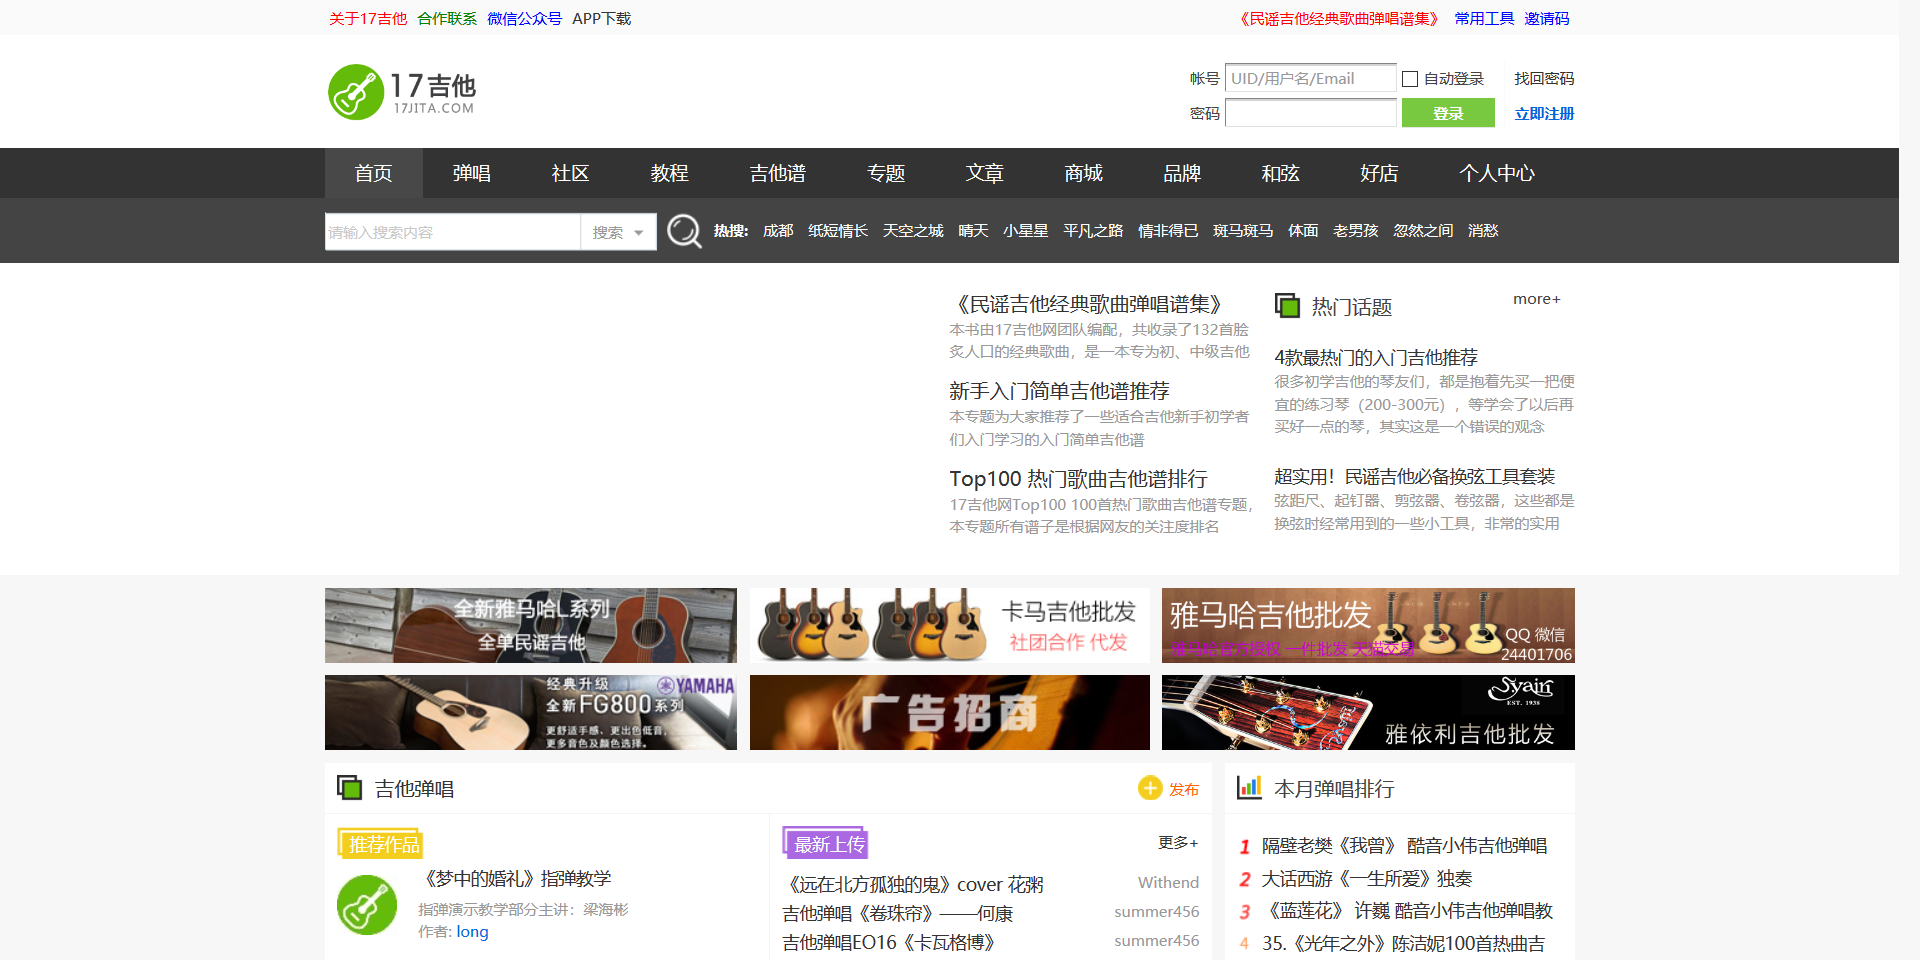 关于17吉他 合作联系 微信公众号 APP下载
《民谣吉他经典歌曲弹唱谱集》 常用工具 邀请码
17吉他
17JITA.COM
帐号 UID/用户名/Email 自动登录 找回密码
密码 登录 立即注册
首页 弹唱 社区 教程 吉他谱 专题 文章 商城 品牌 和弦 好店 个人中心
请输入搜索内容 搜索 热搜: 成都 纸短情长 天空之城 晴天 小星星 平凡之路 情非得已 斑马斑马 体面 老男孩 忽然之间 消愁
《民谣吉他经典歌曲弹唱谱集》
本书由17吉他网团队编配，共收录了132首脍
炙人口的经典歌曲，是一本专为初、中级吉他
新手入门简单吉他谱推荐
本专题为大家推荐了一些适合吉他新手初学者
们入门学习的入门简单吉他谱
Top100 热门歌曲吉他谱排行
17吉他网Top100 100首热门歌曲吉他谱专题，
本专题所有谱子是根据网友的关注度排名
热门话题 more+
4款最热门的入门吉他推荐
很多初学吉他的琴友们，都是抱着先买一把便
宜的练习琴（200-300元），等学会了以后再
买好一点的琴，其实这是一个错误的观念
超实用！民谣吉他必备换弦工具套装
弦距尺、起钉器、剪弦器、卷弦器，这些都是
换弦时经常用到的一些小工具，非常的实用
全新雅马哈L系列
全单民谣吉他
卡马吉他批发
社团合作 代发
雅马哈吉他批发
雅马哈官方授权 一件批发 天猫交易
QQ 微信
24401706
经典升级 YAMAHA
全新FG800系列
更舒适手感、更出色低音,
更多音色及颜色选择。
广告招商
Syairi
EST. 1938
雅依利吉他批发
吉他弹唱 发布
推荐作品
《梦中的婚礼》指弹教学
指弹演示教学部分主讲：梁海彬
作者: long
最新上传 更多+
《远在北方孤独的鬼》cover 花粥 Withend
吉他弹唱《卷珠帘》——何康 summer456
吉他弹唱EO16《卡瓦格博》 summer456
本月弹唱排行
1 隔壁老樊《我曾》 酷音小伟吉他弹唱
2 大话西游《一生所爱》独奏
3 《蓝莲花》 许巍 酷音小伟吉他弹唱教
4 35.《光年之外》陈洁妮100首热曲吉